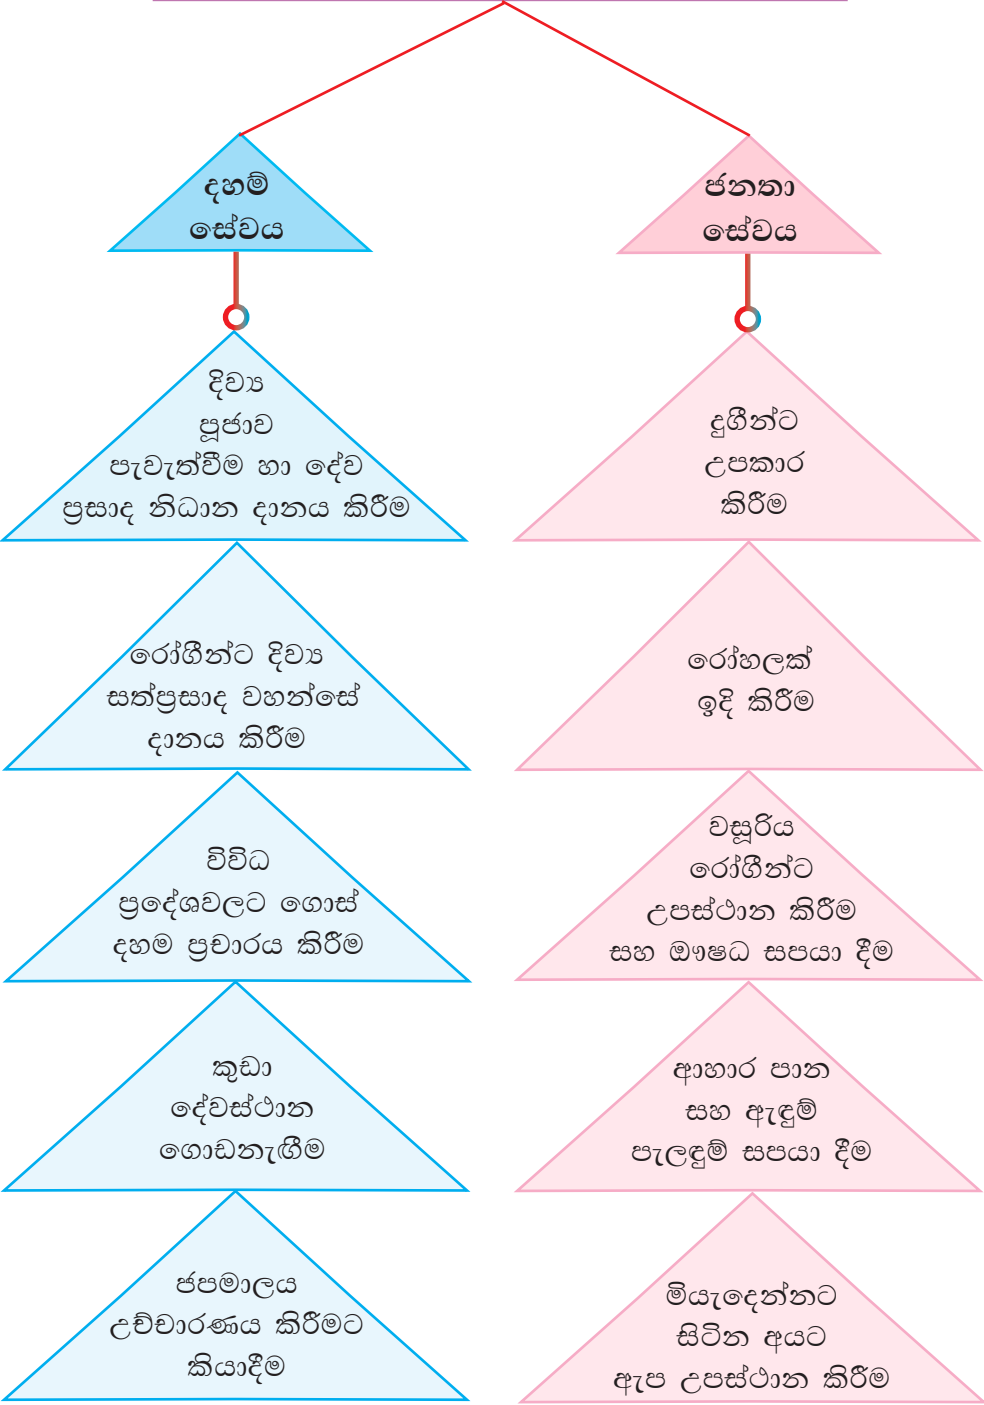 දහම්
සේවය
දිව්‍ය
පූජාව
පැවැත්වීම හා දේව
ප්‍රසාද නිධාන දානය කිරීම
රෝගීන්ට දිව්‍ය
සත්ප්‍රසාද වහන්සේ
දානය කිරීම
විවිධ
ප්‍රදේශවලට ගොස්
දහම ප්‍රචාරය කිරීම
කුඩා
දේවස්ථාන
ගොඩනැඟීම
ජපමාලය
උච්චාරණය කිරීමට
කියාදීම
ජනතා
සේවය
දුගීන්ට
උපකාර
කිරීම
රෝහලක්
ඉදි කිරීම
වසූරිය
රෝගීන්ට
උපස්ථාන කිරීම
සහ ඖෂධ සපයා දීම
ආහාර පාන
සහ ඇඳුම්
පැලඳුම් සපයා දීම
මියැදෙන්නට
සිටින අයට
ඇප උපස්ථාන කිරීම